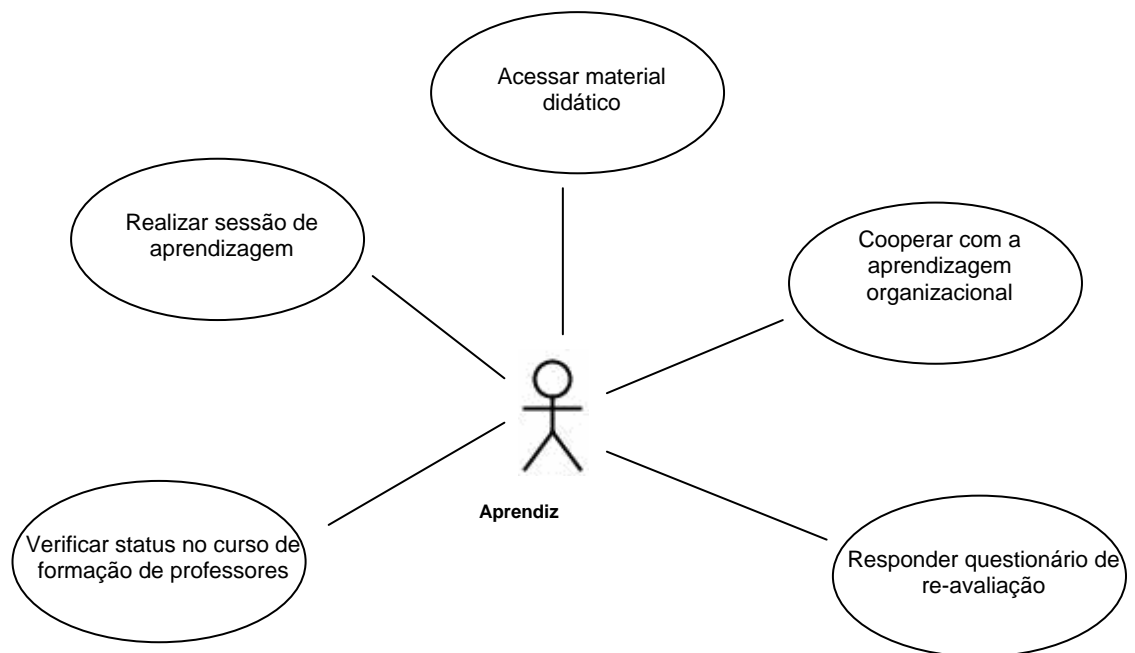 Acessar material
didático
Realizar sessão de
aprendizagem
Cooperar com a
aprendizagem
organizacional
Aprendiz
Verificar status no curso de
formação de professores
Responder questionário de
re-avaliação